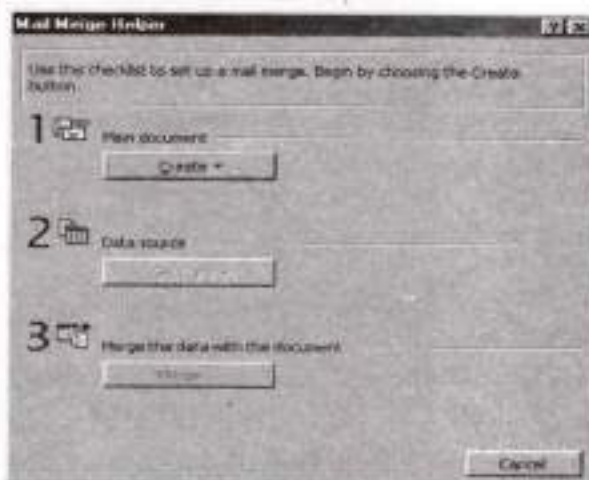 Mail Merge Helper
Use this checklist to set up a mail merge. Begin by choosing the Create
button.
1 Main document
Create
2 Data source
3 Merge the data with the document
Merge
Cancel